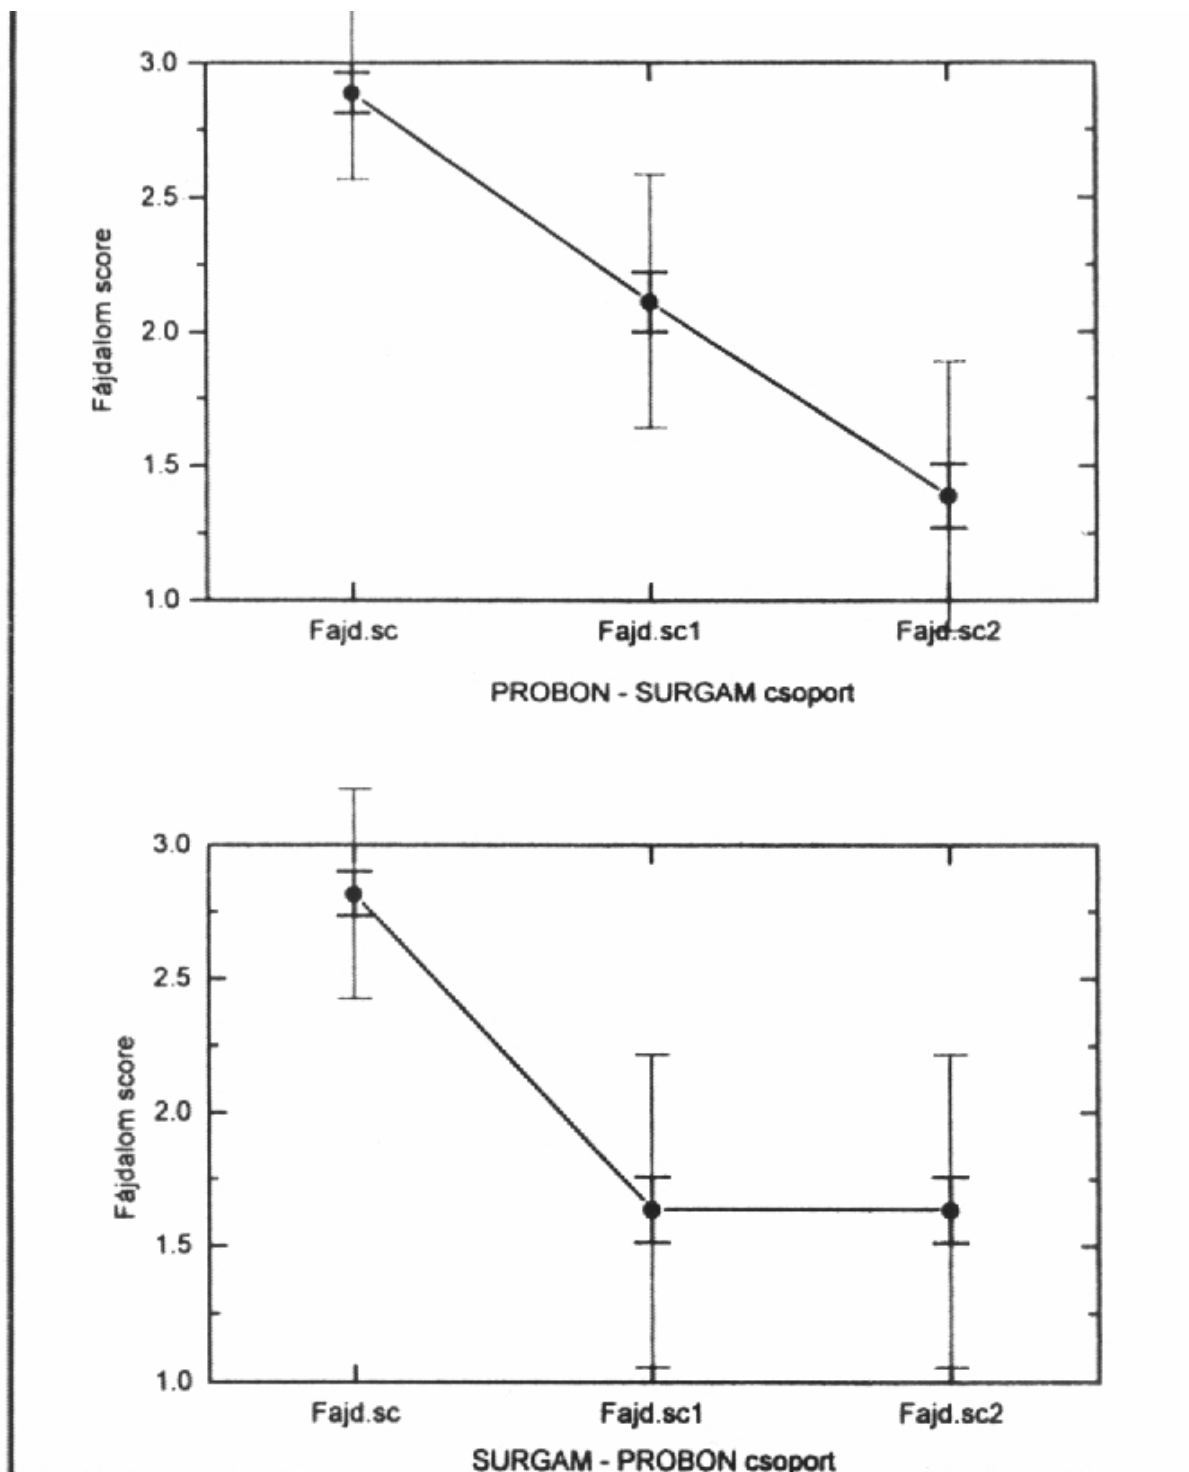 3.0
2.5
2.0
1.5
1.0
Fájdalom score
Fajd.sc Fajd.sc1 Fajd.sc2
PROBON - SURGAM csoport
3.0
2.5
2.0
1.5
1.0
Fájdalom score
Fajd.sc Fajd.sc1 Fajd.sc2
SURGAM - PROBON csoport